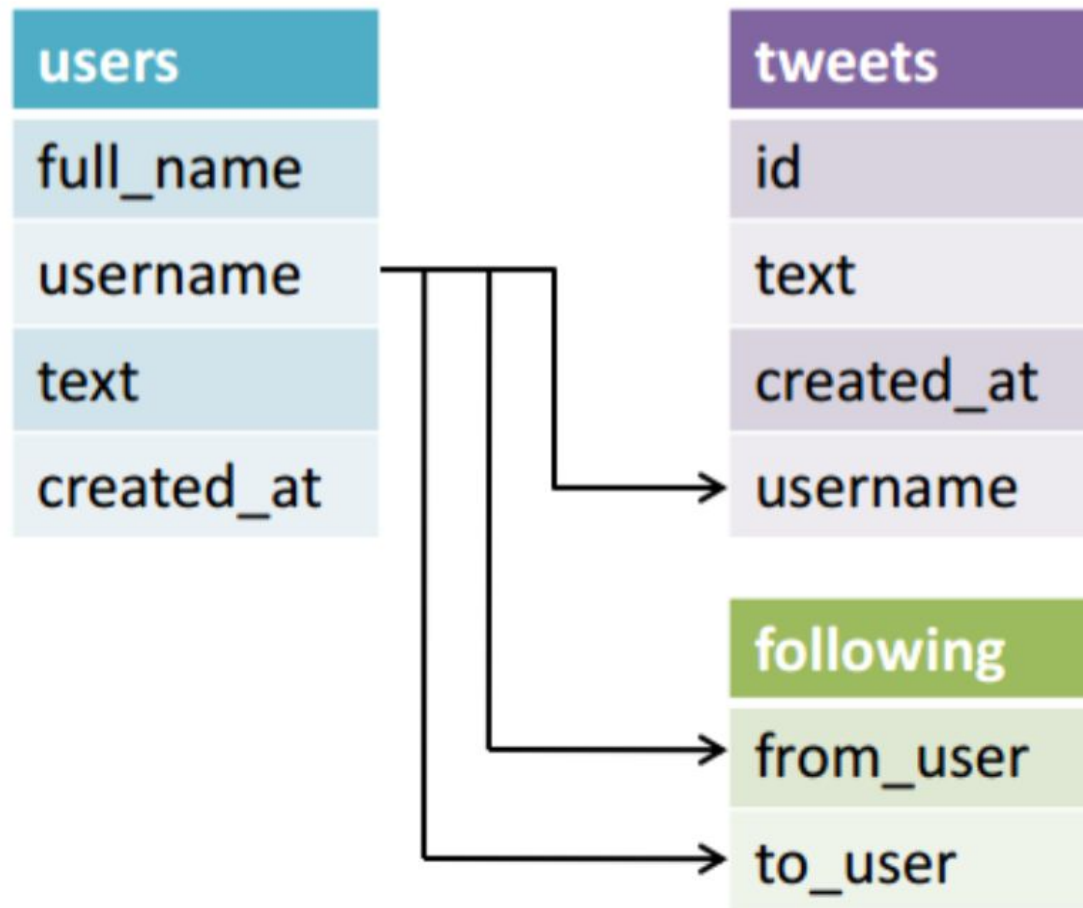 users
full_name
username
text
created_at
tweets
id
text
created_at
username
following
from_user
to_user